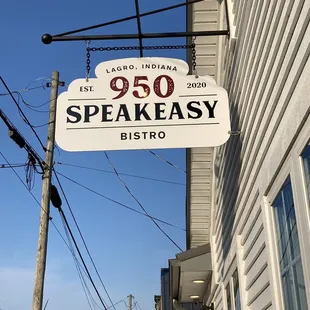 LAGRO, INDIANA
EST 950 2020
SPEAKEASY
BISTRO